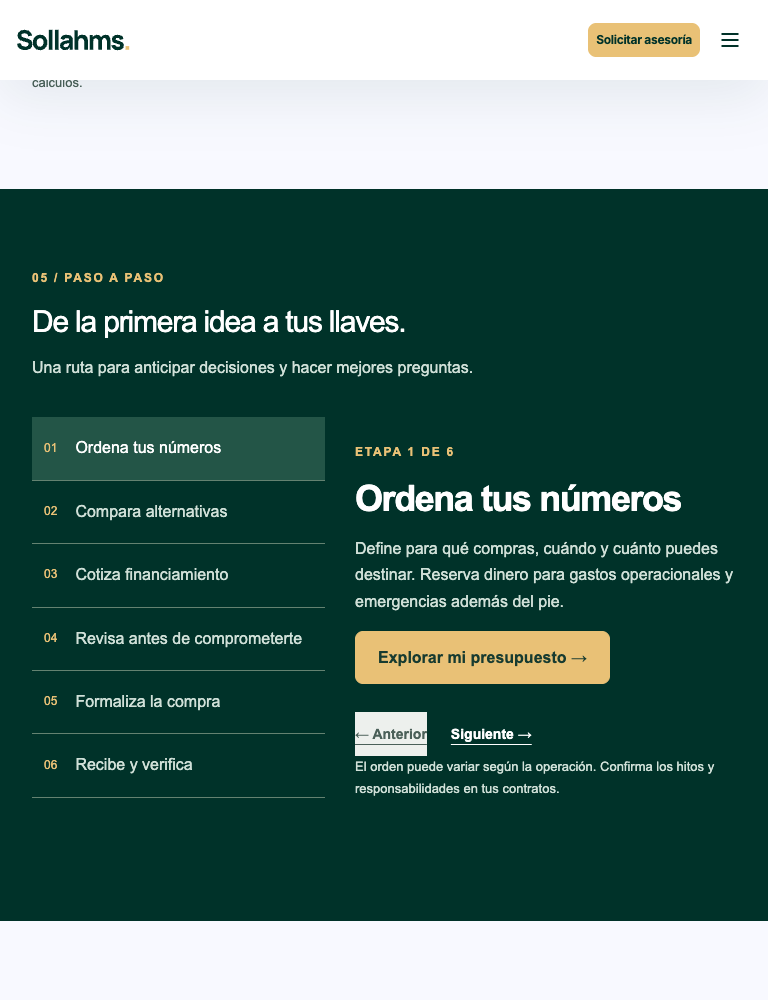 Sollahms.
Solicitar asesoría
cálculos.
05 / PASO A PASO
De la primera idea a tus llaves.
Una ruta para anticipar decisiones y hacer mejores preguntas.
01 Ordena tus números
02 Compara alternativas
03 Cotiza financiamiento
04 Revisa antes de comprometerte
05 Formaliza la compra
06 Recibe y verifica
ETAPA 1 DE 6
Ordena tus números
Define para qué compras, cuándo y cuánto puedes
destinar. Reserva dinero para gastos operacionales y
emergencias además del pie.
Explorar mi presupuesto →
← Anterior Siguiente →
El orden puede variar según la operación. Confirma los hitos y
responsabilidades en tus contratos.